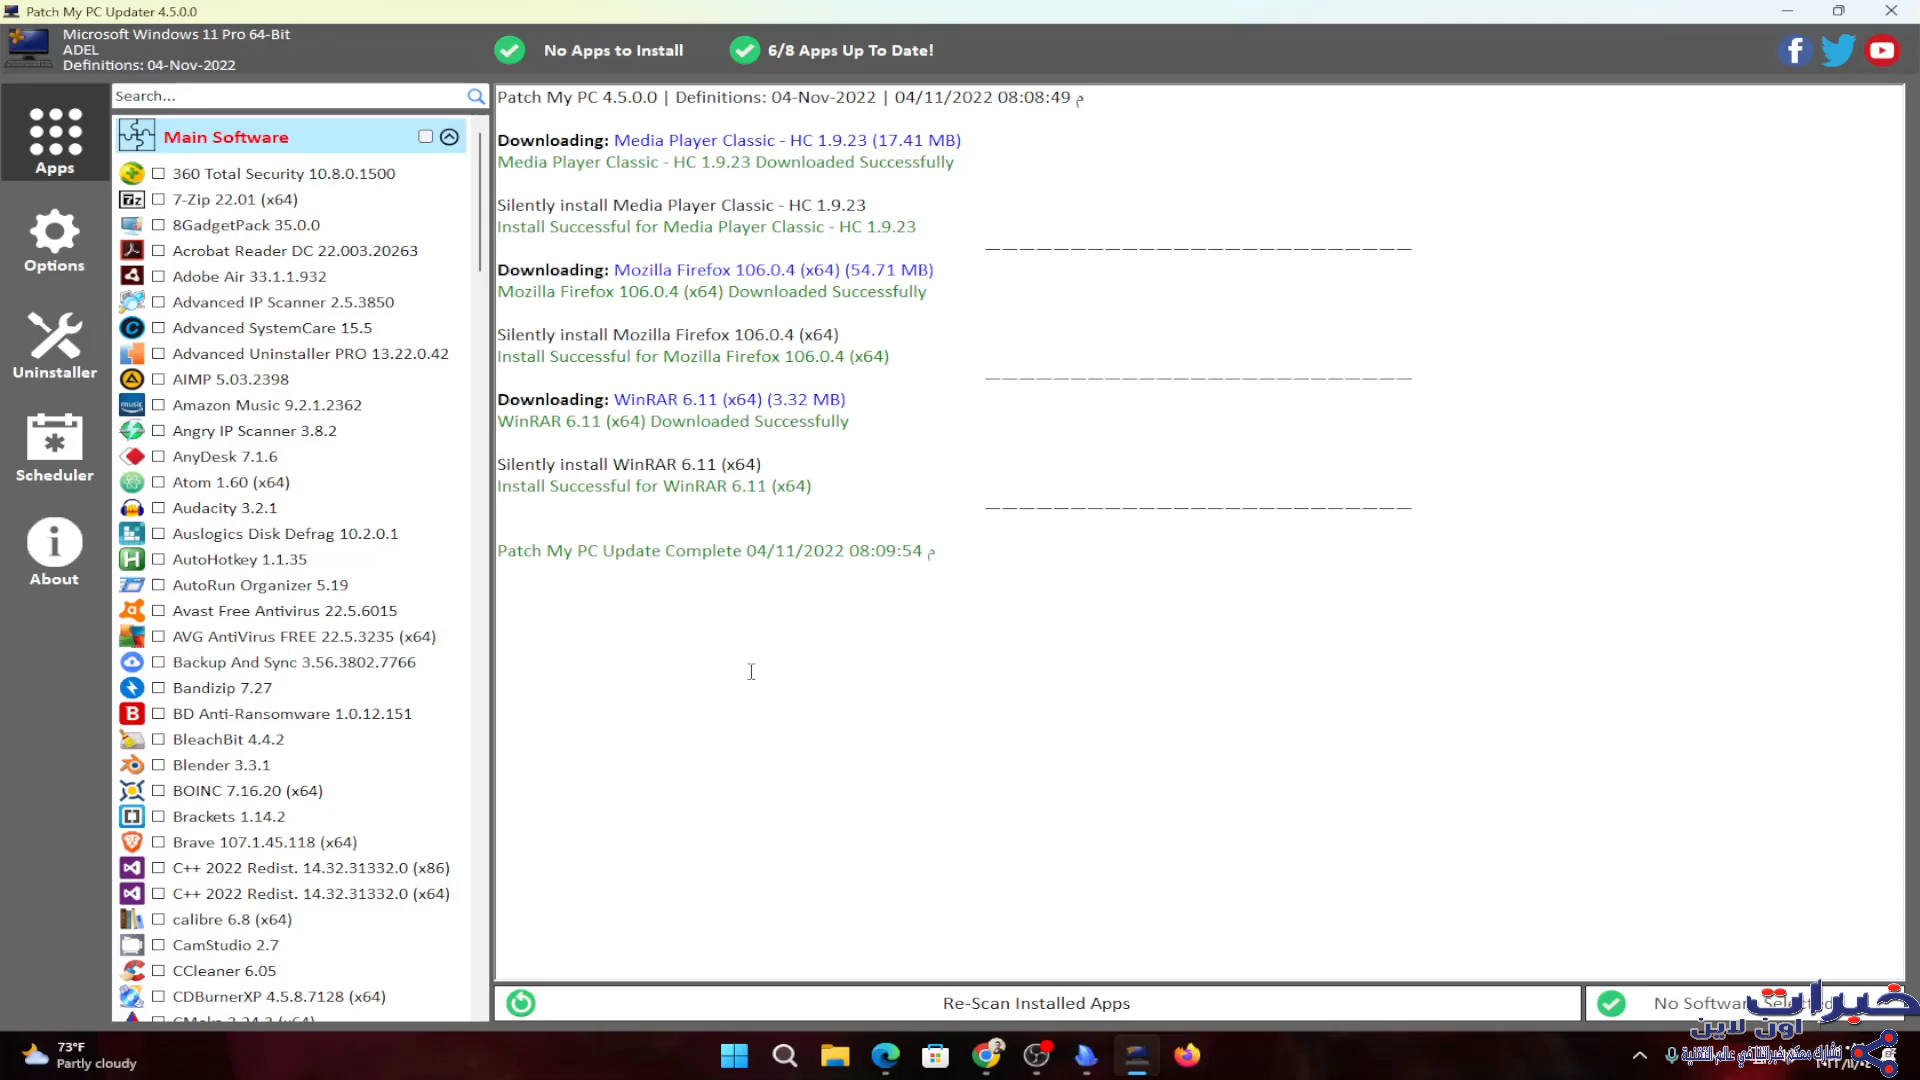 Patch My PC Updater 4.5.0.0
Microsoft Windows 11 Pro 64-Bit
ADEL
Definitions: 04-Nov-2022
No Apps to Install
6/8 Apps Up To Date!
Search...
Main Software
360 Total Security 10.8.0.1500
7-Zip 22.01 (x64)
8GadgetPack 35.0.0
Acrobat Reader DC 22.003.20263
Adobe Air 33.1.1.932
Advanced IP Scanner 2.5.3850
Advanced SystemCare 15.5
Advanced Uninstaller PRO 13.22.0.42
AIMP 5.03.2398
Amazon Music 9.2.1.2362
Angry IP Scanner 3.8.2
AnyDesk 7.1.6
Atom 1.60 (x64)
Audacity 3.2.1
Auslogics Disk Defrag 10.2.0.1
AutoHotkey 1.1.35
AutoRun Organizer 5.19
Avast Free Antivirus 22.5.6015
AVG AntiVirus FREE 22.5.3235 (x64)
Backup And Sync 3.56.3802.7766
Bandizip 7.27
BD Anti-Ransomware 1.0.12.151
BleachBit 4.4.2
Blender 3.3.1
BOINC 7.16.20 (x64)
Brackets 1.14.2
Brave 107.1.45.118 (x64)
C++ 2022 Redist. 14.32.31332.0 (x86)
C++ 2022 Redist. 14.32.31332.0 (x64)
calibre 6.8 (x64)
CamStudio 2.7
CCleaner 6.05
CDBurnerXP 4.5.8.7128 (x64)
Apps
Options
Uninstaller
Scheduler
About
Patch My PC 4.5.0.0 | Definitions: 04-Nov-2022 | 04/11/2022 08:08:49 م
Downloading: Media Player Classic - HC 1.9.23 (17.41 MB)
Media Player Classic - HC 1.9.23 Downloaded Successfully
Silently install Media Player Classic - HC 1.9.23
Install Successful for Media Player Classic - HC 1.9.23
Downloading: Mozilla Firefox 106.0.4 (x64) (54.71 MB)
Mozilla Firefox 106.0.4 (x64) Downloaded Successfully
Silently install Mozilla Firefox 106.0.4 (x64)
Install Successful for Mozilla Firefox 106.0.4 (x64)
Downloading: WinRAR 6.11 (x64) (3.32 MB)
WinRAR 6.11 (x64) Downloaded Successfully
Silently install WinRAR 6.11 (x64)
Install Successful for WinRAR 6.11 (x64)
Patch My PC Update Complete 04/11/2022 08:09:54 م
Re-Scan Installed Apps
No Software Selected
خبرات
اون لاين
73°F
Partly cloudy